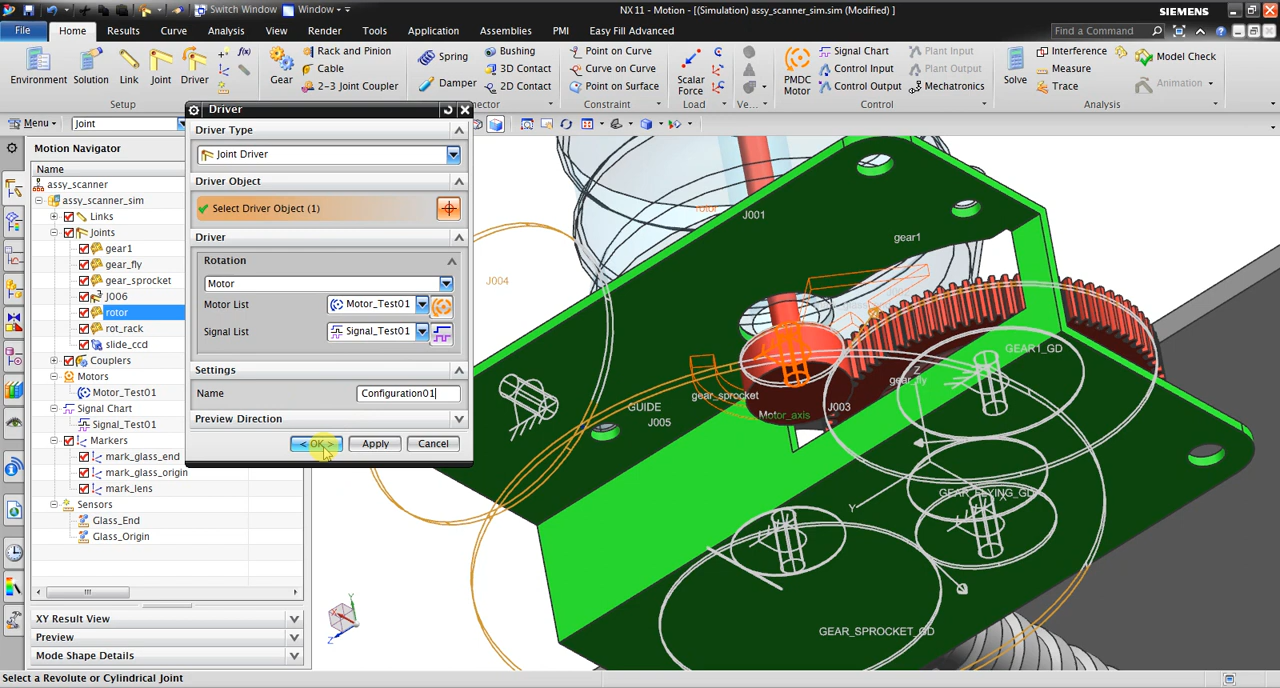 Switch Window Window
NX 11 - Motion - [(Simulation) assy_scanner_sim.sim (Modified) ]
SIEMENS
File Home Results Curve Analysis View Render Tools Application Assemblies PMI Easy Fill Advanced
Find a Command
Environment Solution Link Joint Driver
Gear Rack and Pinion Cable 2-3 Joint Coupler
Spring Damper Bushing 3D Contact 2D Contact
Point on Curve Curve on Curve Point on Surface
Scalar Force
PMDC Motor Signal Chart Control Input Control Output Plant Input Plant Output Mechatronics
Solve Interference Measure Trace Model Check Animation
Setup
Constraint
Load
Ve...
Control
Analysis
Menu
Joint
Motion Navigator
Name
assy_scanner
assy_scanner_sim
Links
Joints
gear1
gear_fly
gear_sprocket
J006
rotor
rot_rack
slide_ccd
Couplers
Motors
Motor_Test01
Signal Chart
Signal_Test01
Markers
mark_glass_end
mark_glass_origin
mark_lens
Sensors
Glass_End
Glass_Origin
XY Result View
Preview
Mode Shape Details
Driver
Driver Type
Joint Driver
Driver Object
Select Driver Object (1)
Driver
Rotation
Motor
Motor List Motor_Test01
Signal List Signal_Test01
Settings
Name Configuration01
Preview Direction
< OK > Apply Cancel
rotor
J001
gear1
J004
GEAR1_GD
Z
gear_fly
gear_sprocket
GUIDE
Motor_axis
J003
J005
GEAR_FLYING_GD
X
Y
GEAR_SPROCKET_GD
Y
Z
Select a Revolute or Cylindrical Joint